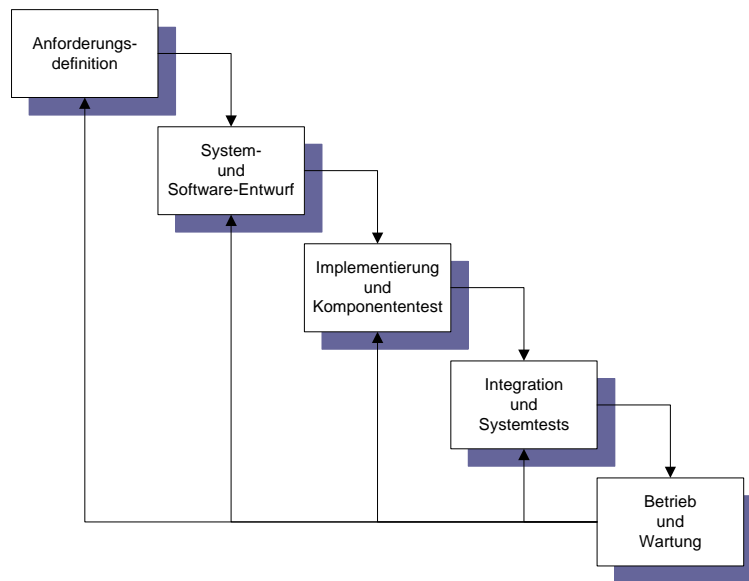 Anforderungs-
definition
System-
und
Software-Entwurf
Implementierung
und
Komponententest
Integration
und
Systemtests
Betrieb
und
Wartung